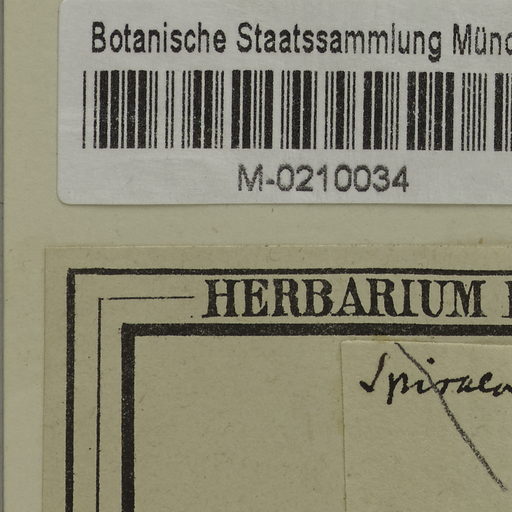 Botanische Staatssammlung Münc
M-0210034
HERBARIUM